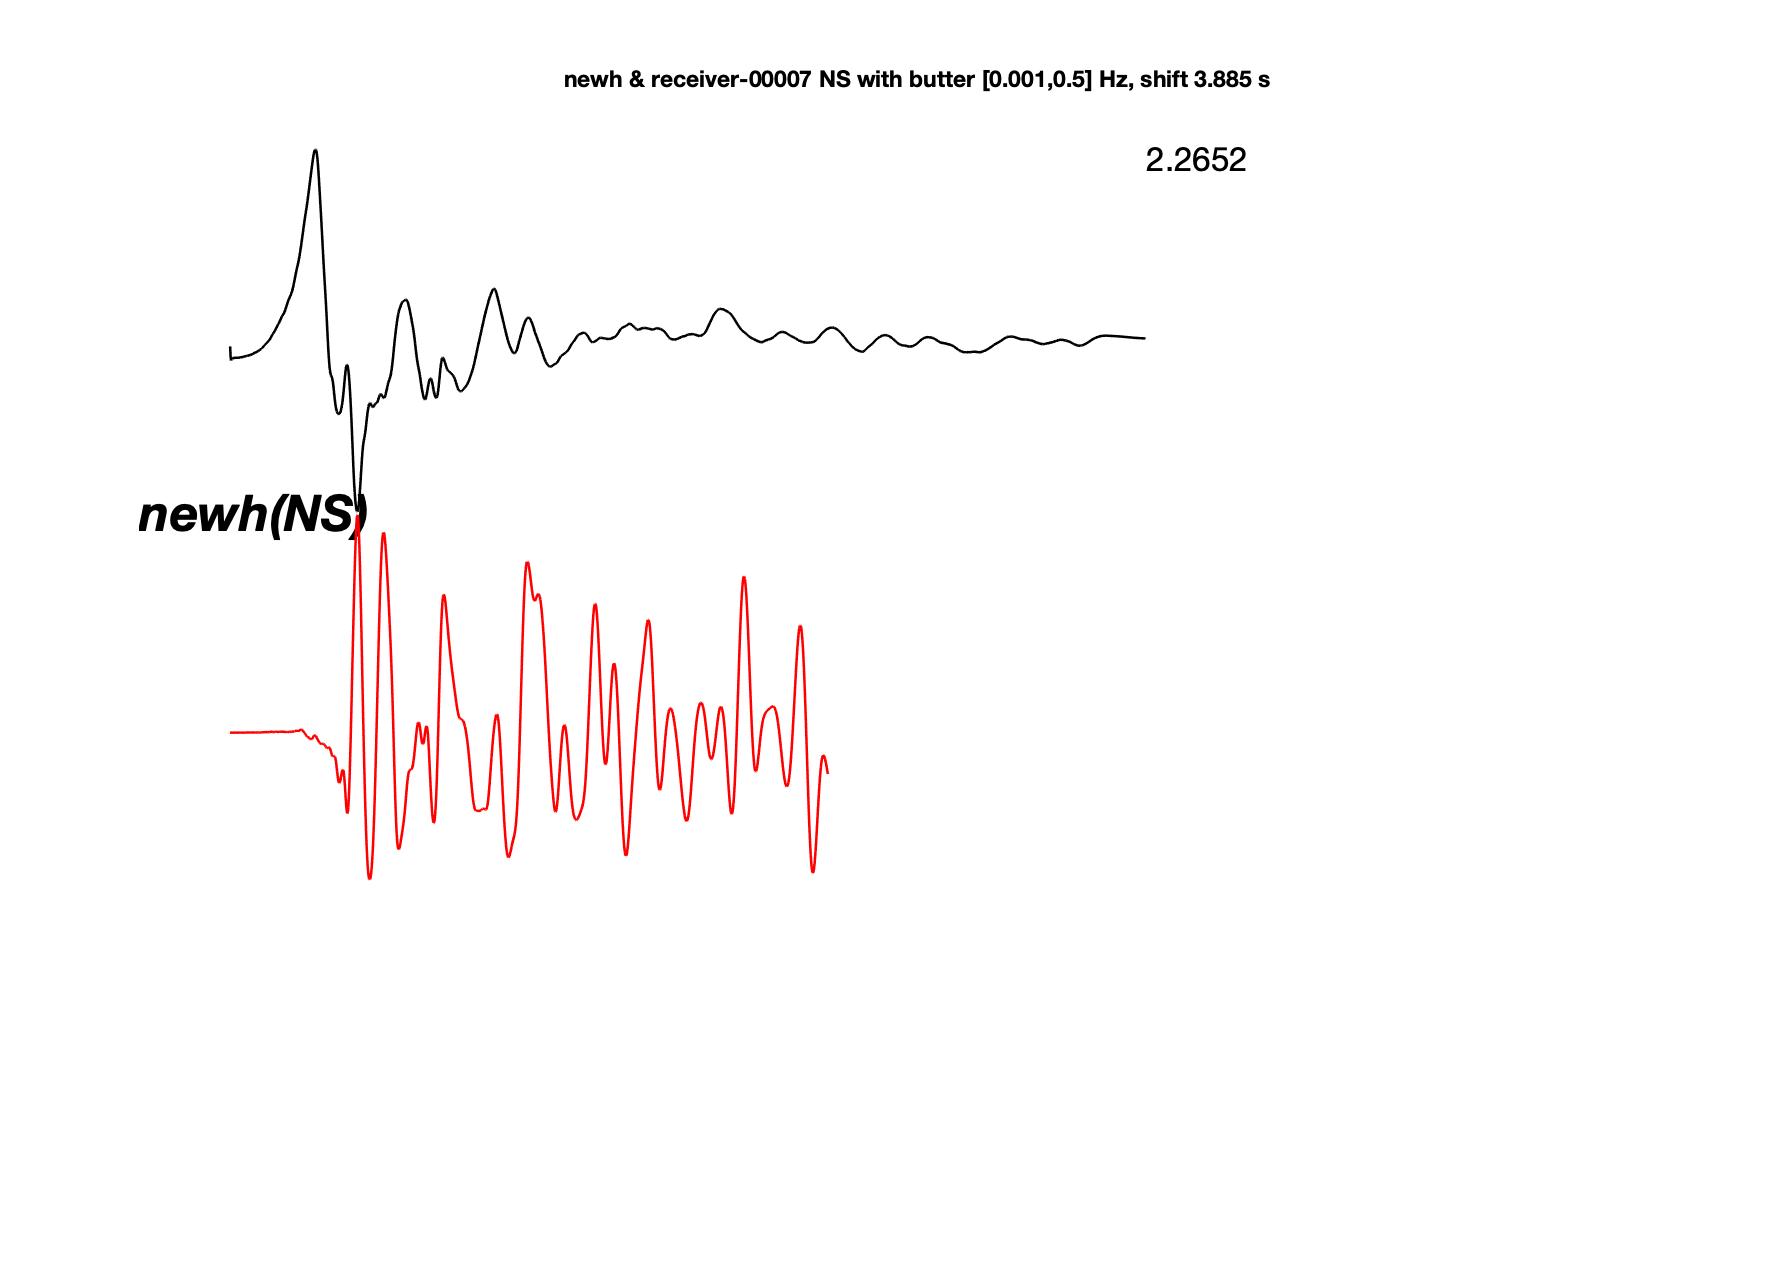 newh & receiver-00007 NS with butter [0.001,0.5] Hz, shift 3.885 s
2.2652
newh(NS)